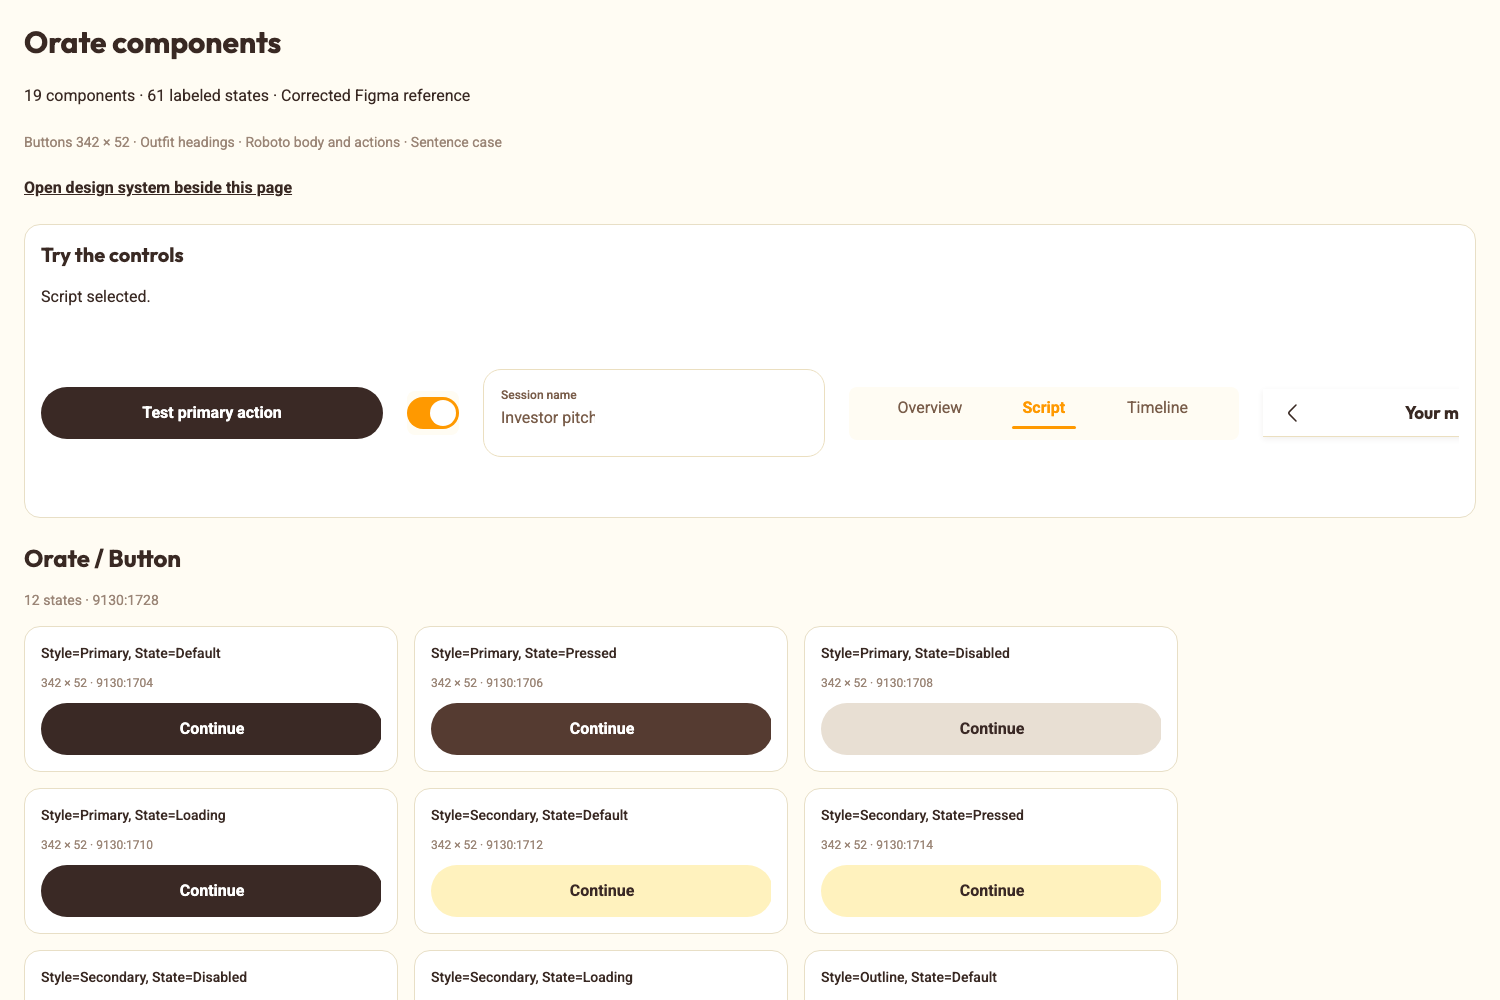 Orate components
19 components · 61 labeled states · Corrected Figma reference
Buttons 342 × 52 · Outfit headings · Roboto body and actions · Sentence case
Open design system beside this page
Try the controls
Script selected.
Test primary action
Session name
Investor pitch
Overview
Script
Timeline
Your m
Orate / Button
12 states · 9130:1728
Style=Primary, State=Default
342 × 52 · 9130:1704
Continue
Style=Primary, State=Pressed
342 × 52 · 9130:1706
Continue
Style=Primary, State=Disabled
342 × 52 · 9130:1708
Continue
Style=Primary, State=Loading
342 × 52 · 9130:1710
Continue
Style=Secondary, State=Default
342 × 52 · 9130:1712
Continue
Style=Secondary, State=Pressed
342 × 52 · 9130:1714
Continue
Style=Secondary, State=Disabled
Style=Secondary, State=Loading
Style=Outline, State=Default